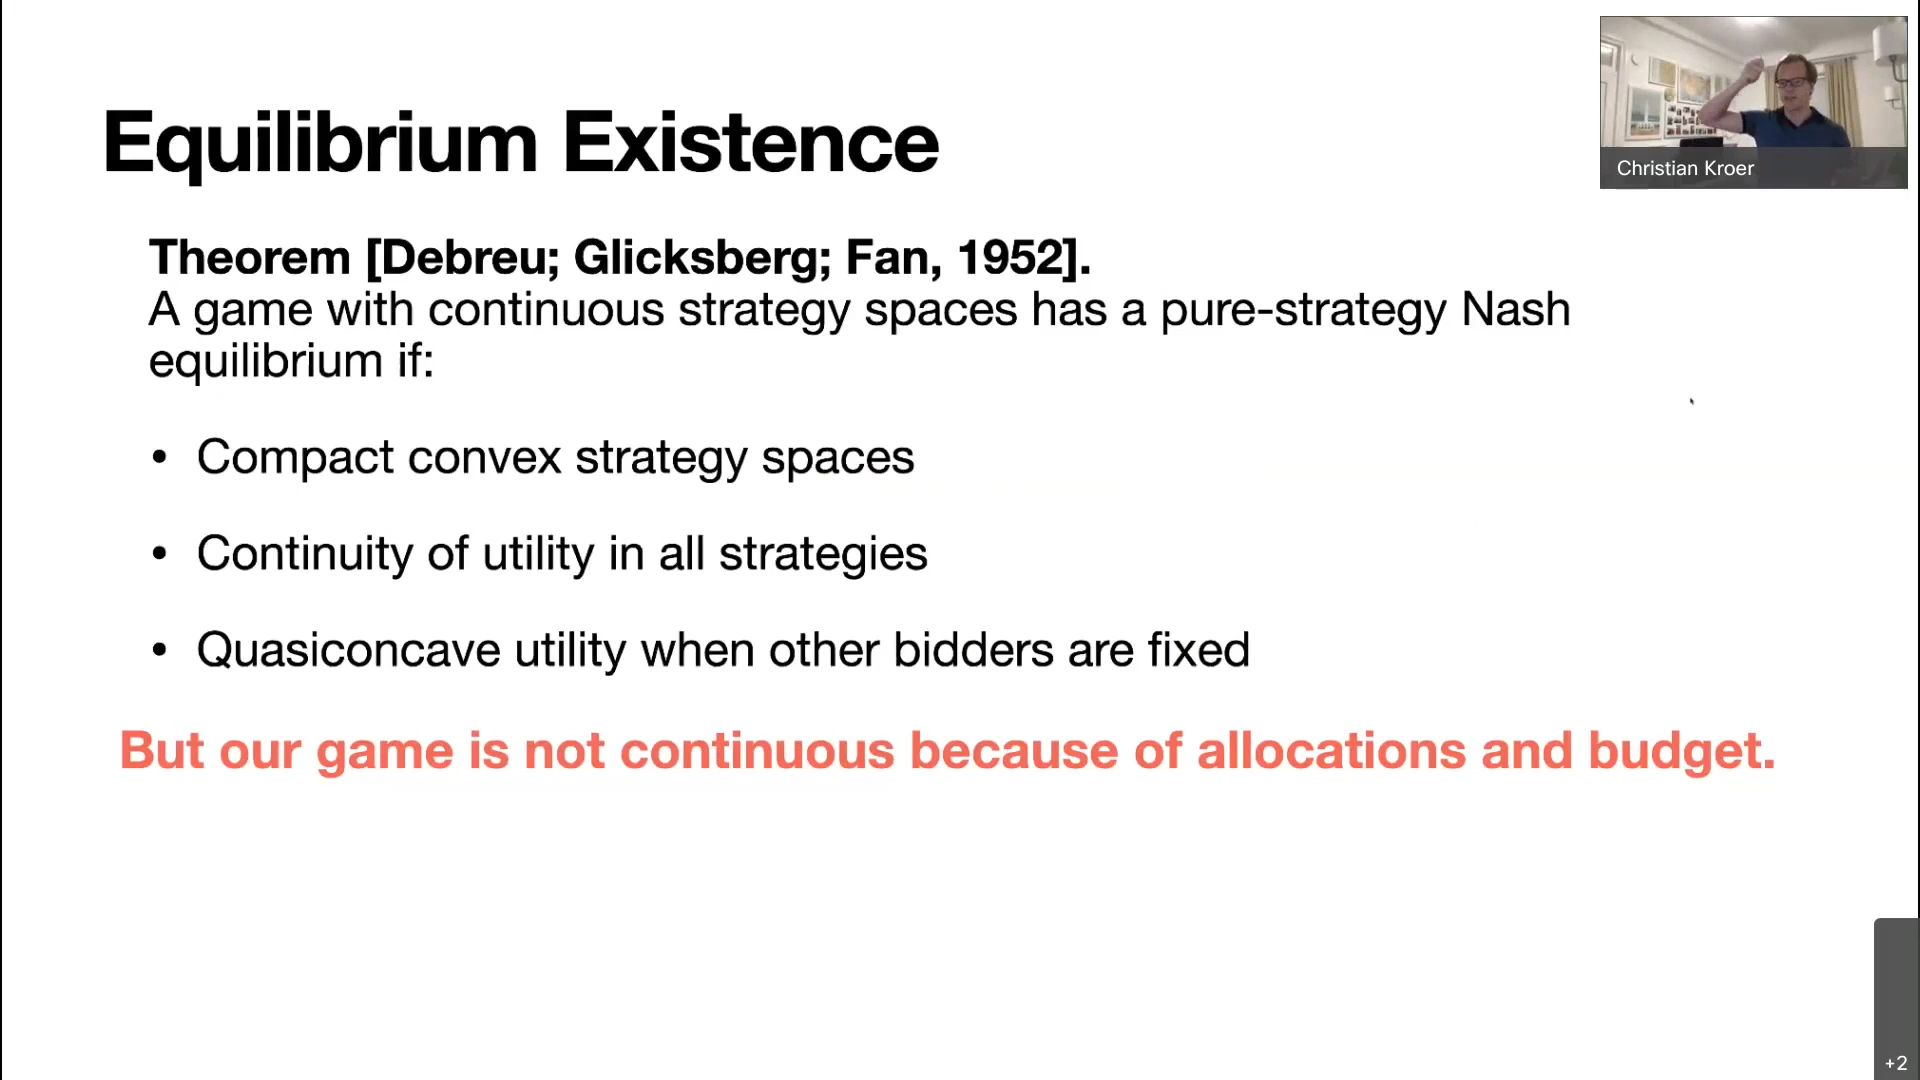 Equilibrium Existence
Christian Kroer
Theorem [Debreu; Glicksberg; Fan, 1952].
A game with continuous strategy spaces has a pure-strategy Nash
equilibrium if:
• Compact convex strategy spaces
• Continuity of utility in all strategies
• Quasiconcave utility when other bidders are fixed
But our game is not continuous because of allocations and budget.
+2